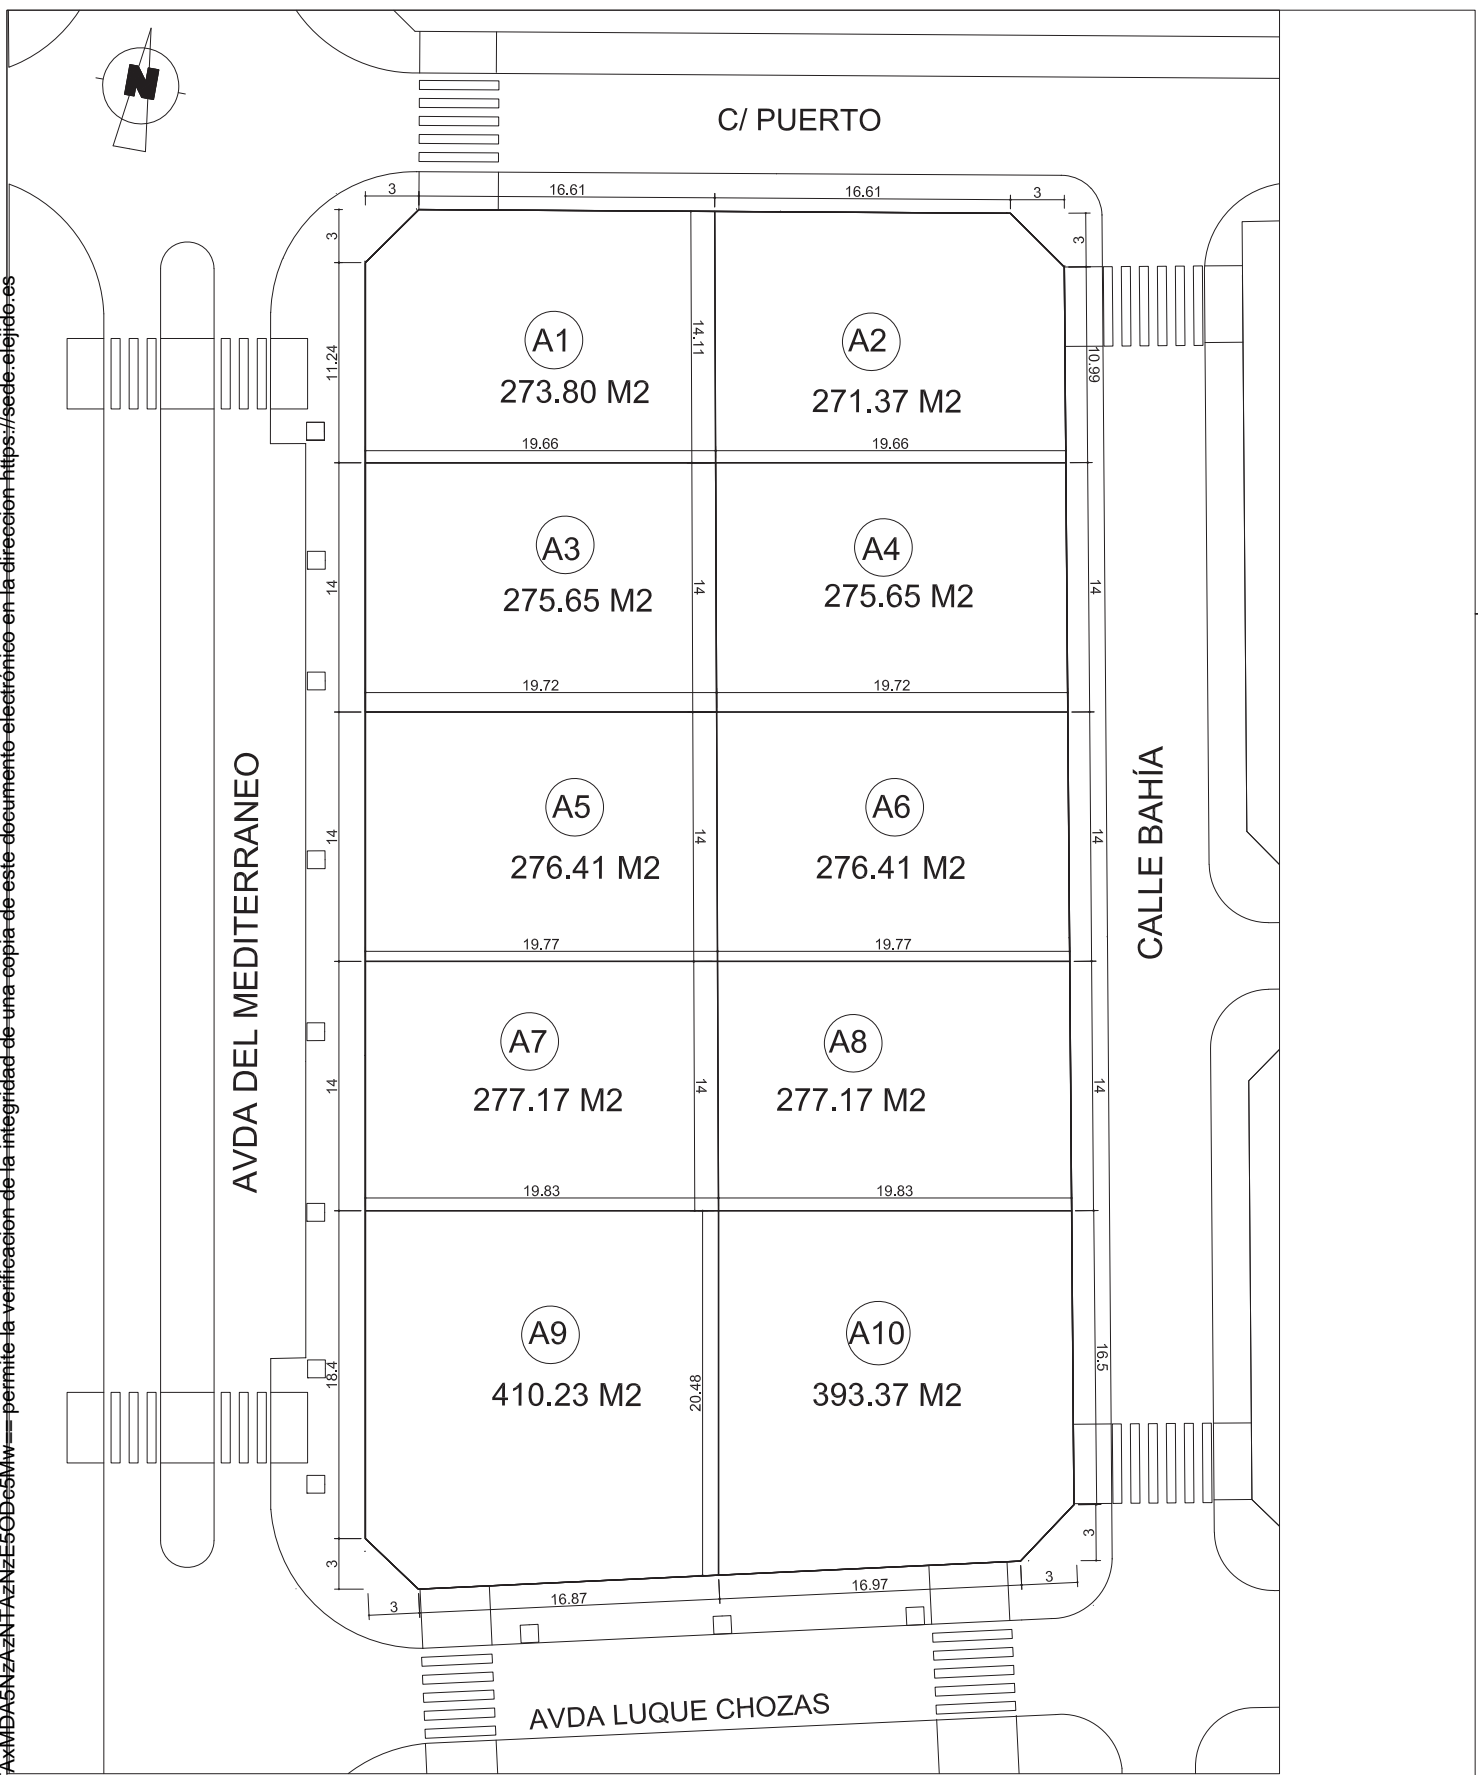 N
C/ PUERTO
3
16.61
16.61
3
3
3
A1
273.80 M2
14.11
A2
271.37 M2
11.24
10.99
19.66
19.66
A3
275.65 M2
A4
275.65 M2
14
14
14
19.72
19.72
A5
276.41 M2
A6
276.41 M2
14
14
14
19.77
19.77
AVDA DEL MEDITERRANEO
CALLE BAHÍA
A7
277.17 M2
A8
277.17 M2
14
14
14
19.83
19.83
A9
410.23 M2
A10
393.37 M2
18.4
20.48
16.5
3
3
3
16.87
16.97
3
AVDA LUQUE CHOZAS
AxMDA5NzAzNTAzNzE5ODc5Mw== permite la verificacion de la integridad de una copia de este documento electrónico en la direccion https://sede.elejido.es